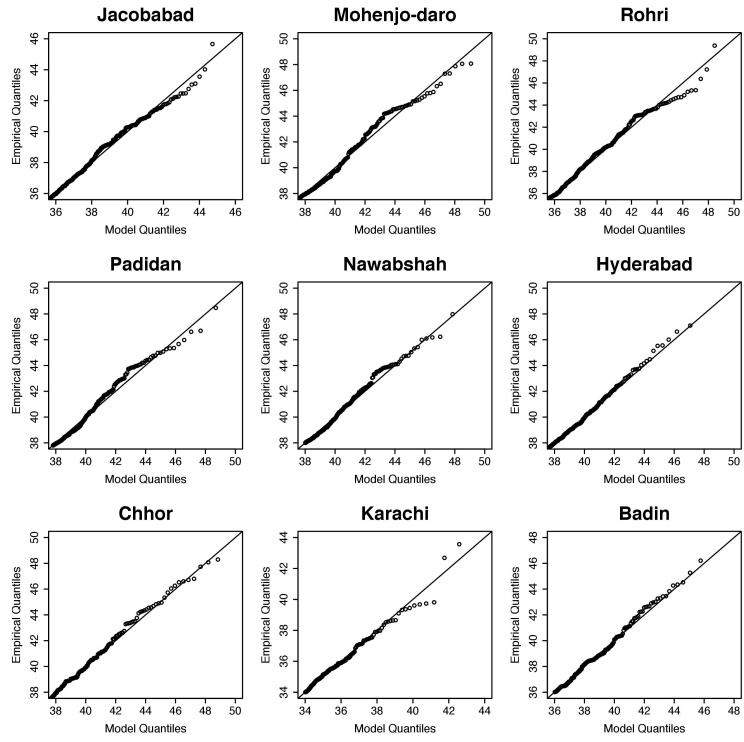 Jacobabad
Mohenjo-daro
Rohri
Empirical Quantiles
36 38 40 42 44 46
36 38 40 42 44 46
Model Quantiles
Empirical Quantiles
38 40 42 44 46 48 50
38 40 42 44 46 48 50
Model Quantiles
Empirical Quantiles
36 38 40 42 44 46 48 50
36 38 40 42 44 46 48 50
Model Quantiles
Padidan
Nawabshah
Hyderabad
Empirical Quantiles
38 40 42 44 46 48 50
38 40 42 44 46 48 50
Model Quantiles
Empirical Quantiles
38 40 42 44 46 48 50
38 40 42 44 46 48 50
Model Quantiles
Empirical Quantiles
38 40 42 44 46 48 50
38 40 42 44 46 48 50
Model Quantiles
Chhor
Karachi
Badin
Empirical Quantiles
38 40 42 44 46 48 50
38 40 42 44 46 48 50
Model Quantiles
Empirical Quantiles
34 36 38 40 42 44
34 36 38 40 42 44
Model Quantiles
Empirical Quantiles
36 38 40 42 44 46 48
36 38 40 42 44 46 48
Model Quantiles